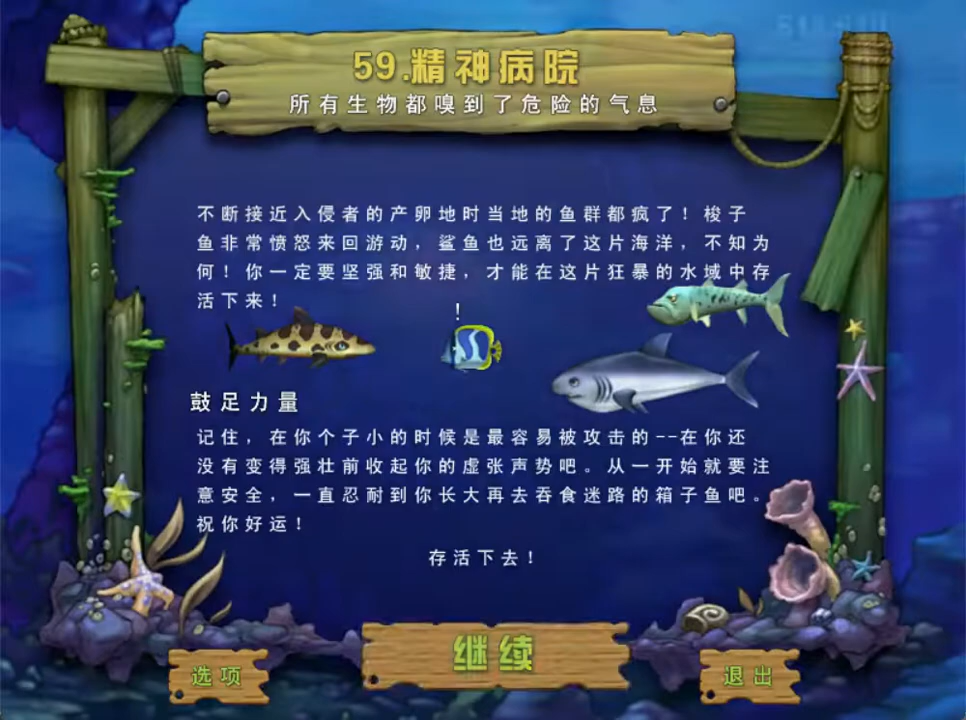 59.精神病院
所有生物都嗅到了危险的气息
不断接近入侵者的产卵地时当地的鱼群都疯了！梭子
鱼非常愤怒来回游动，鲨鱼也远离了这片海洋，不知为
何！你一定要坚强和敏捷，才能在这片狂暴的水域中存
活下来！
!
鼓足力量
记住，在你个子小的时候是最容易被攻击的--在你还
没有变得强壮前收起你的虚张声势吧。从一开始就要注
意安全，一直忍耐到你长大再去吞食迷路的箱子鱼吧。
祝你好运！
存活下去！
继续
选项
退出